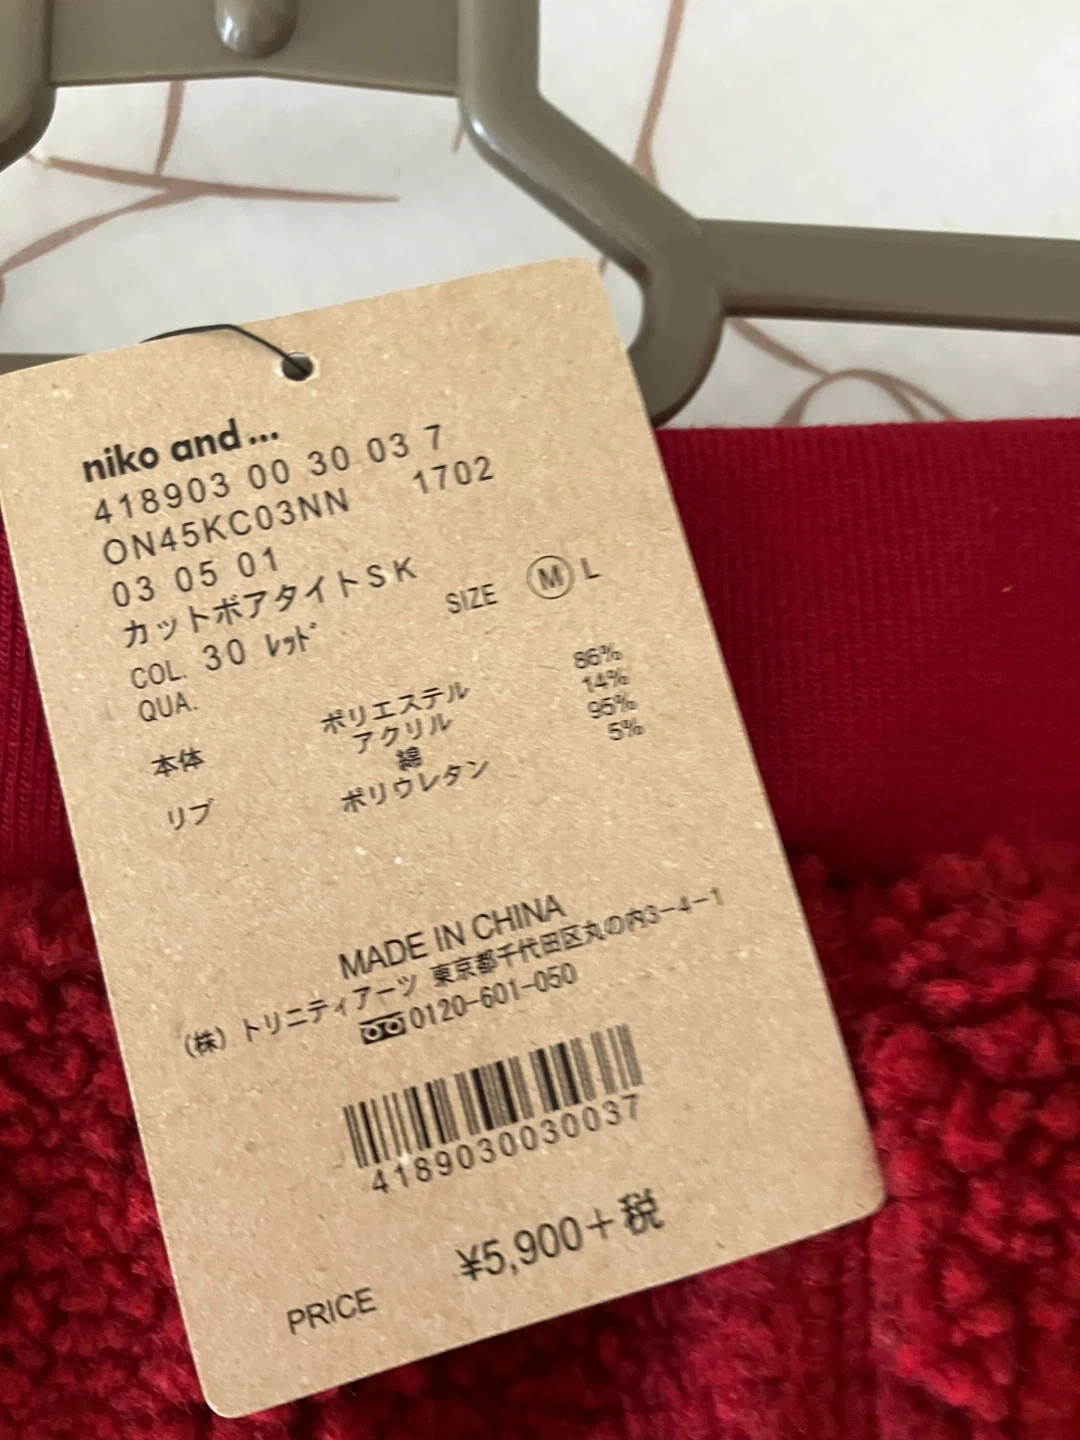 niko and...
418903 00 30 03 7
ON45KC03NN 1702
03 05 01
カットボアタイトSK
SIZE M L
COL. 30 レッド
QUA.
本体 ポリエステル 86%
アクリル 14%
リブ 綿 95%
ポリウレタン 5%
MADE IN CHINA
(株) トリニティアーツ 東京都千代田区丸の内3-4-1
0120-601-050
4189030030037
¥5,900+税
PRICE